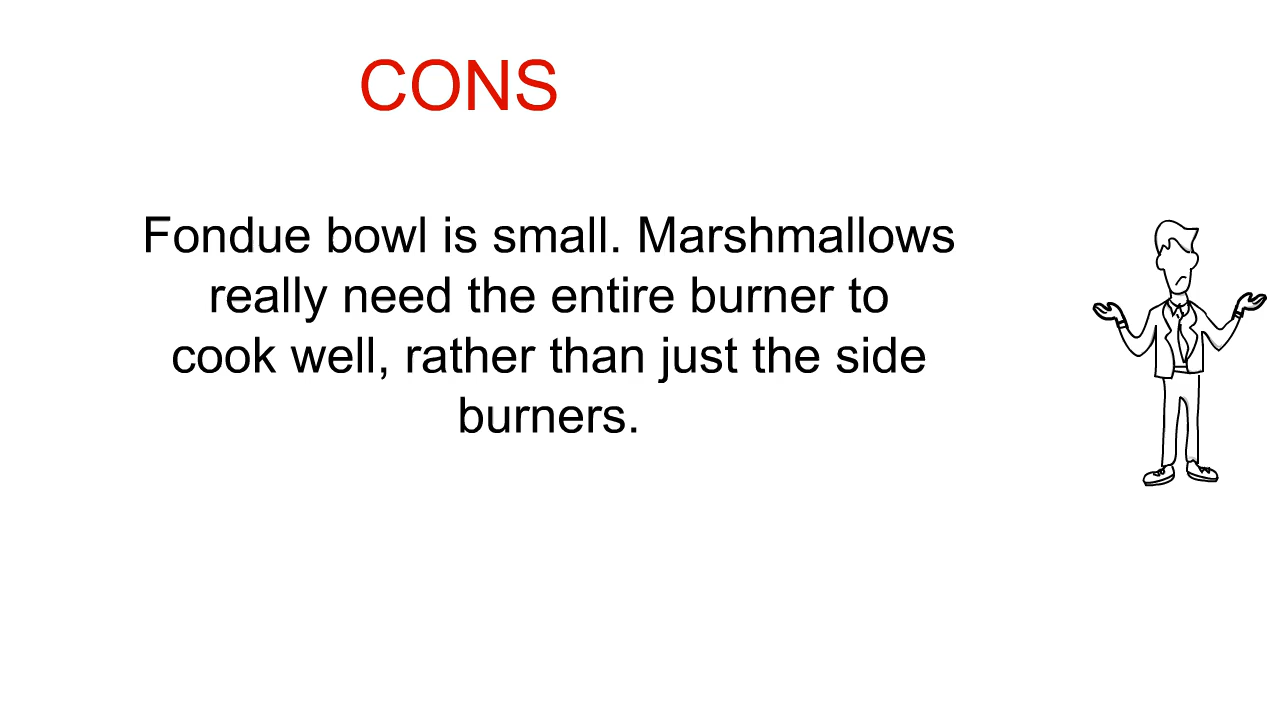 CONS
Fondue bowl is small. Marshmallows
really need the entire burner to
cook well, rather than just the side
burners.